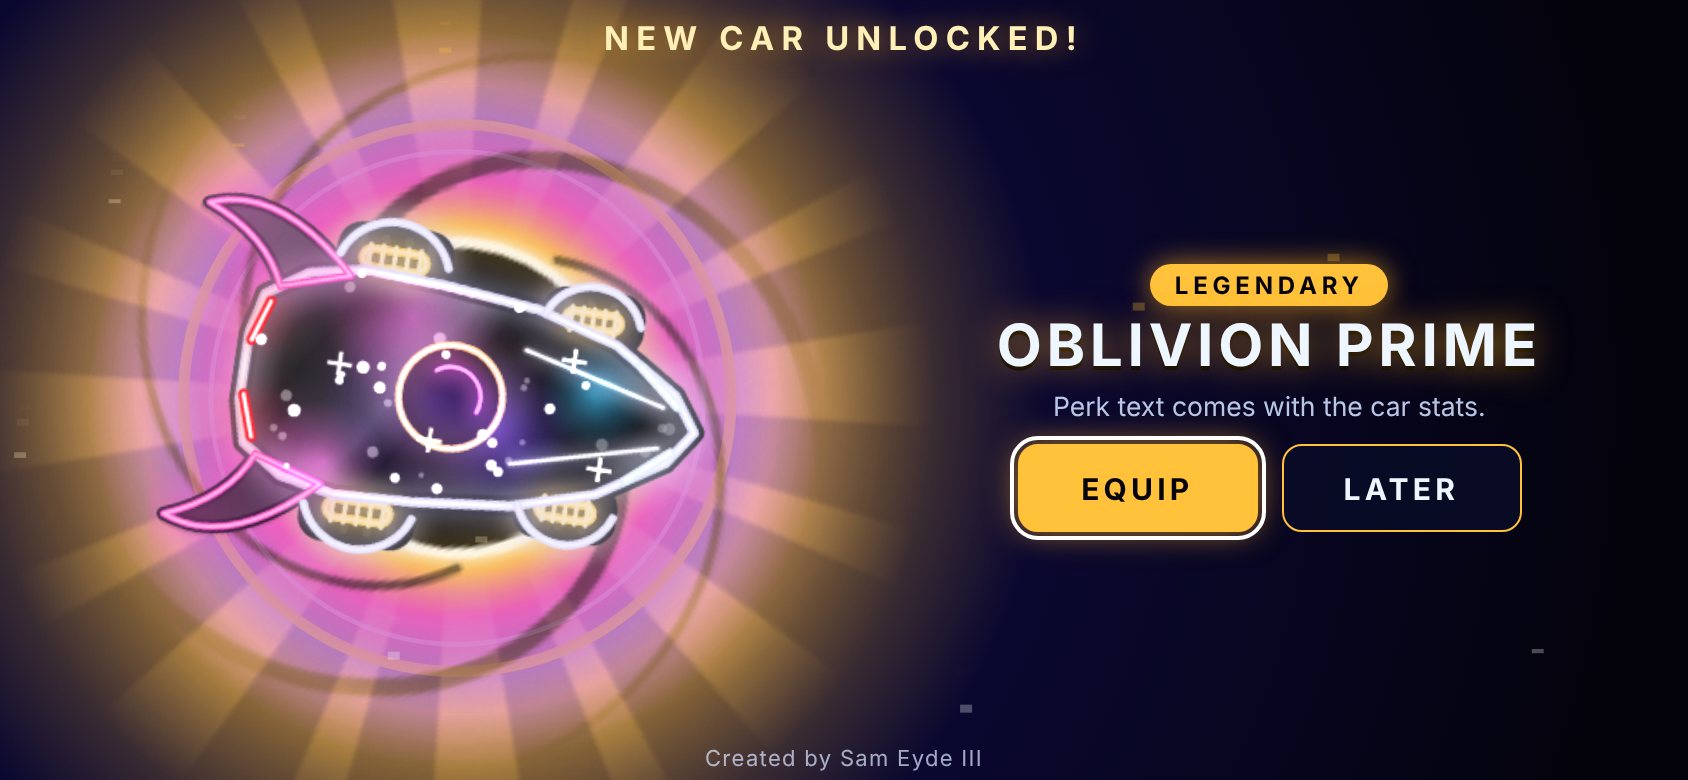 NEW CAR UNLOCKED!
LEGENDARY
OBLIVION PRIME
Perk text comes with the car stats.
EQUIP
LATER
Created by Sam Eyde III